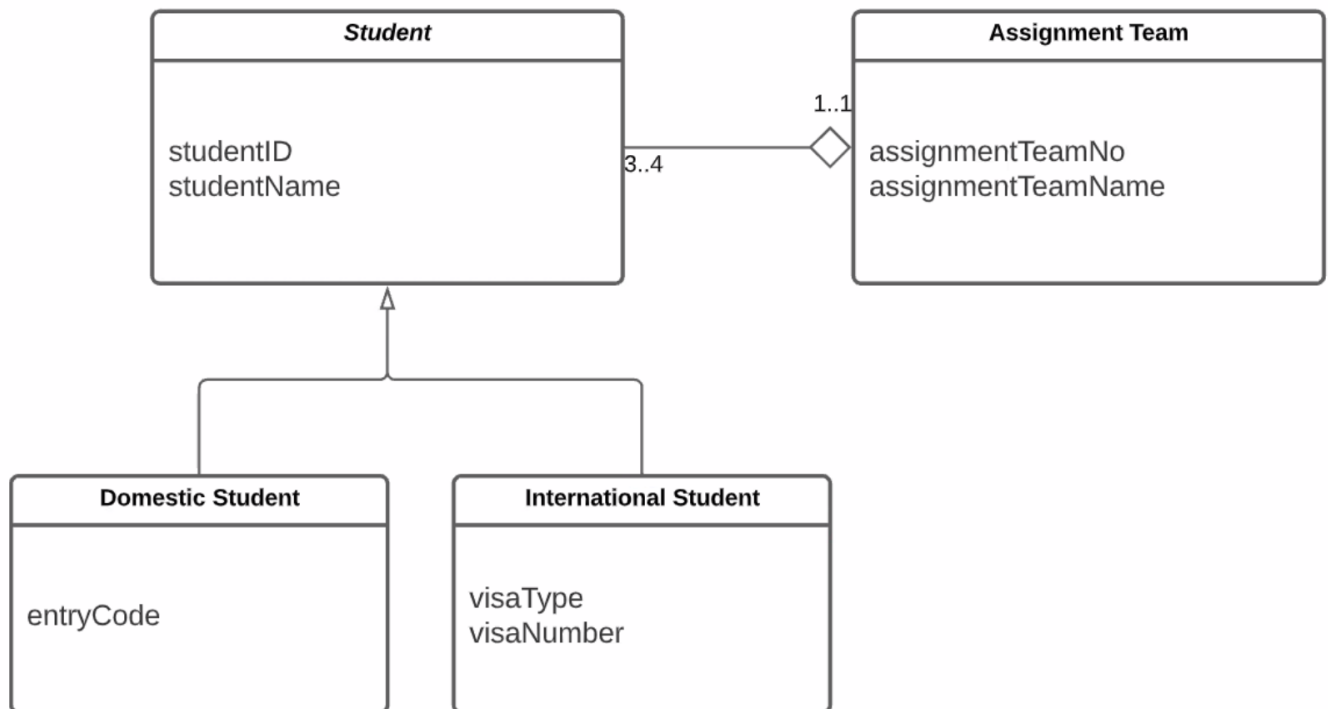 Student
studentID
studentName
3..4
1..1
Assignment Team
assignmentTeamNo
assignmentTeamName
Domestic Student
entryCode
International Student
visaType
visaNumber